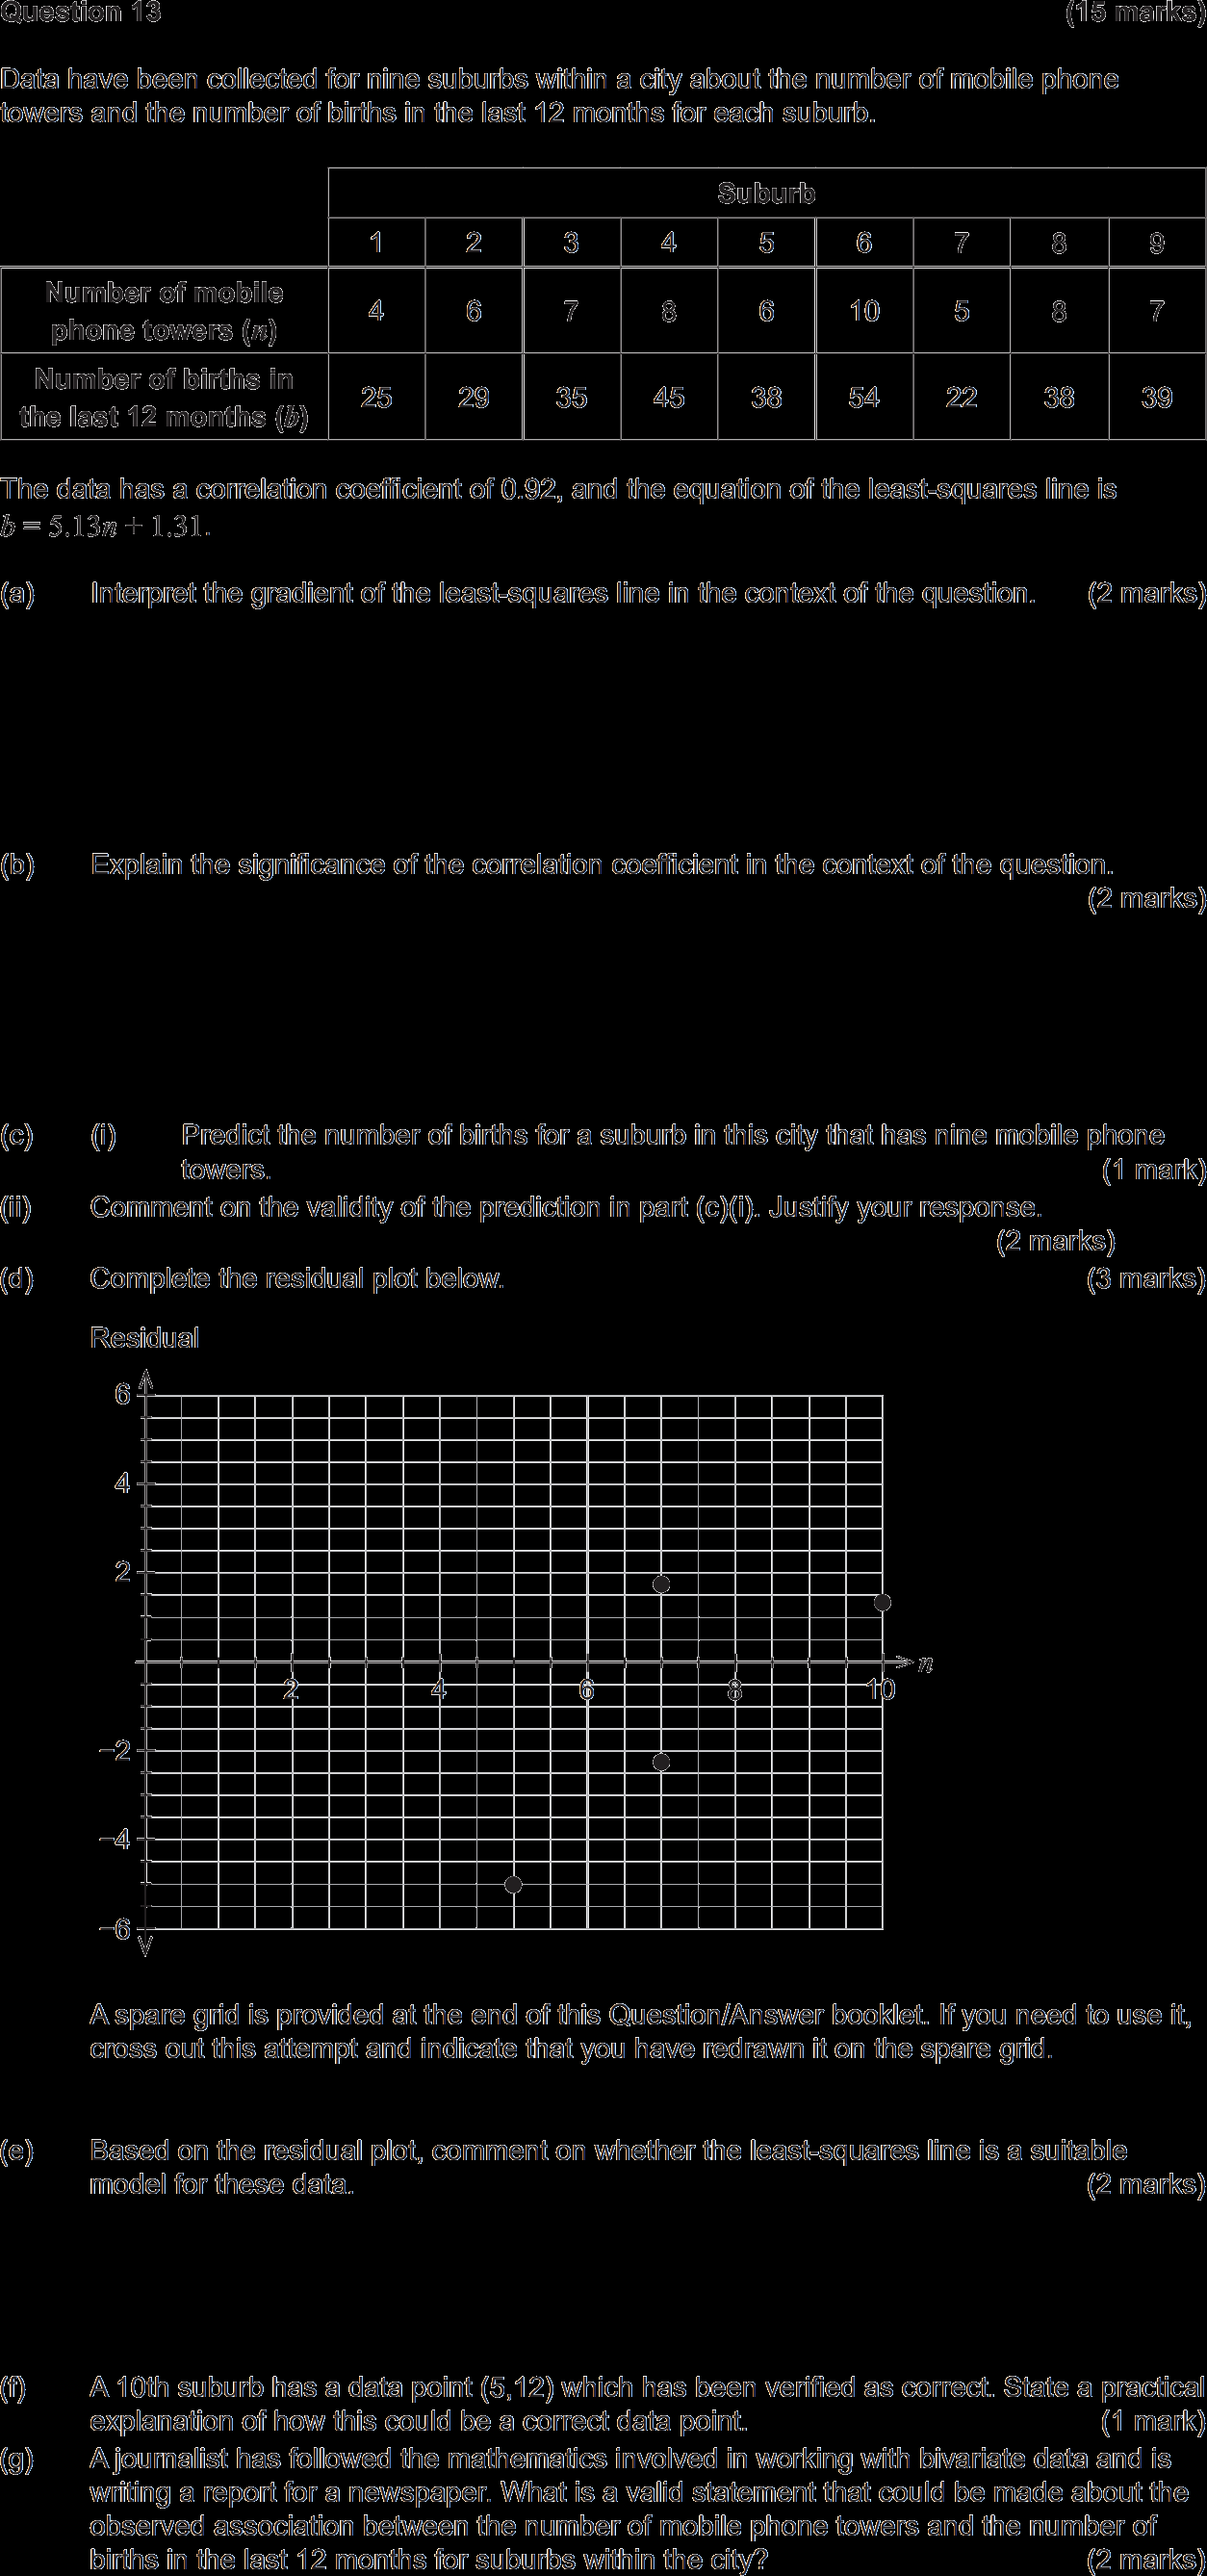 Question 13 (15 marks)
Data have been collected for nine suburbs within a city about the number of mobile phone
towers and the number of births in the last 12 months for each suburb.
Suburb
1 2 3 4 5 6 7 8 9
Number of mobile
phone towers (n) 4 6 7 8 6 10 5 8 7
Number of births in
the last 12 months (b) 25 29 35 45 38 54 22 38 39
The data has a correlation coefficient of 0.92, and the equation of the least-squares line is
b = 5.13n + 1.31.
(a) Interpret the gradient of the least-squares line in the context of the question. (2 marks)
(b) Explain the significance of the correlation coefficient in the context of the question.
(2 marks)
(c) (i) Predict the number of births for a suburb in this city that has nine mobile phone
towers. (1 mark)
(ii) Comment on the validity of the prediction in part (c)(i). Justify your response.
(2 marks)
(d) Complete the residual plot below. (3 marks)
Residual
6
4
2
n
2 4 6 8 10
−2
−4
−6
A spare grid is provided at the end of this Question/Answer booklet. If you need to use it,
cross out this attempt and indicate that you have redrawn it on the spare grid.
(e) Based on the residual plot, comment on whether the least-squares line is a suitable
model for these data. (2 marks)
(f) A 10th suburb has a data point (5,12) which has been verified as correct. State a practical
explanation of how this could be a correct data point. (1 mark)
(g) A journalist has followed the mathematics involved in working with bivariate data and is
writing a report for a newspaper. What is a valid statement that could be made about the
observed association between the number of mobile phone towers and the number of
births in the last 12 months for suburbs within the city? (2 marks)